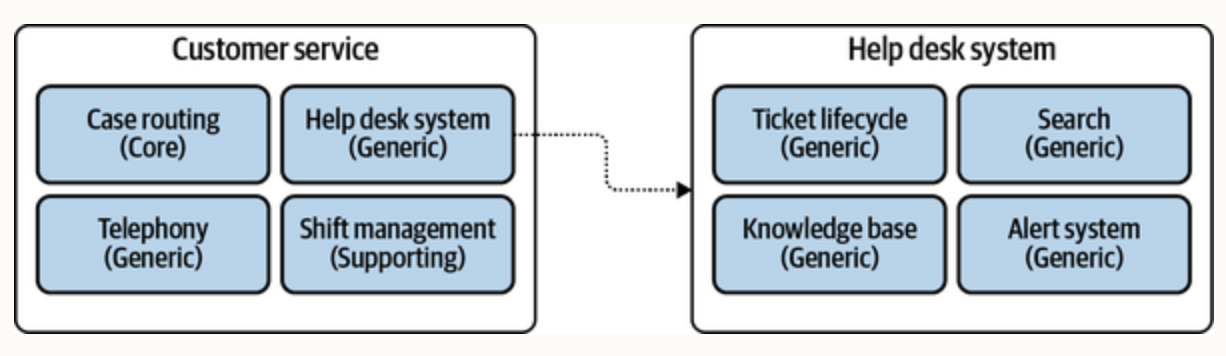 Customer service
Case routing
(Core)
Help desk system
(Generic)
Telephony
(Generic)
Shift management
(Supporting)
Help desk system
Ticket lifecycle
(Generic)
Search
(Generic)
Knowledge base
(Generic)
Alert system
(Generic)